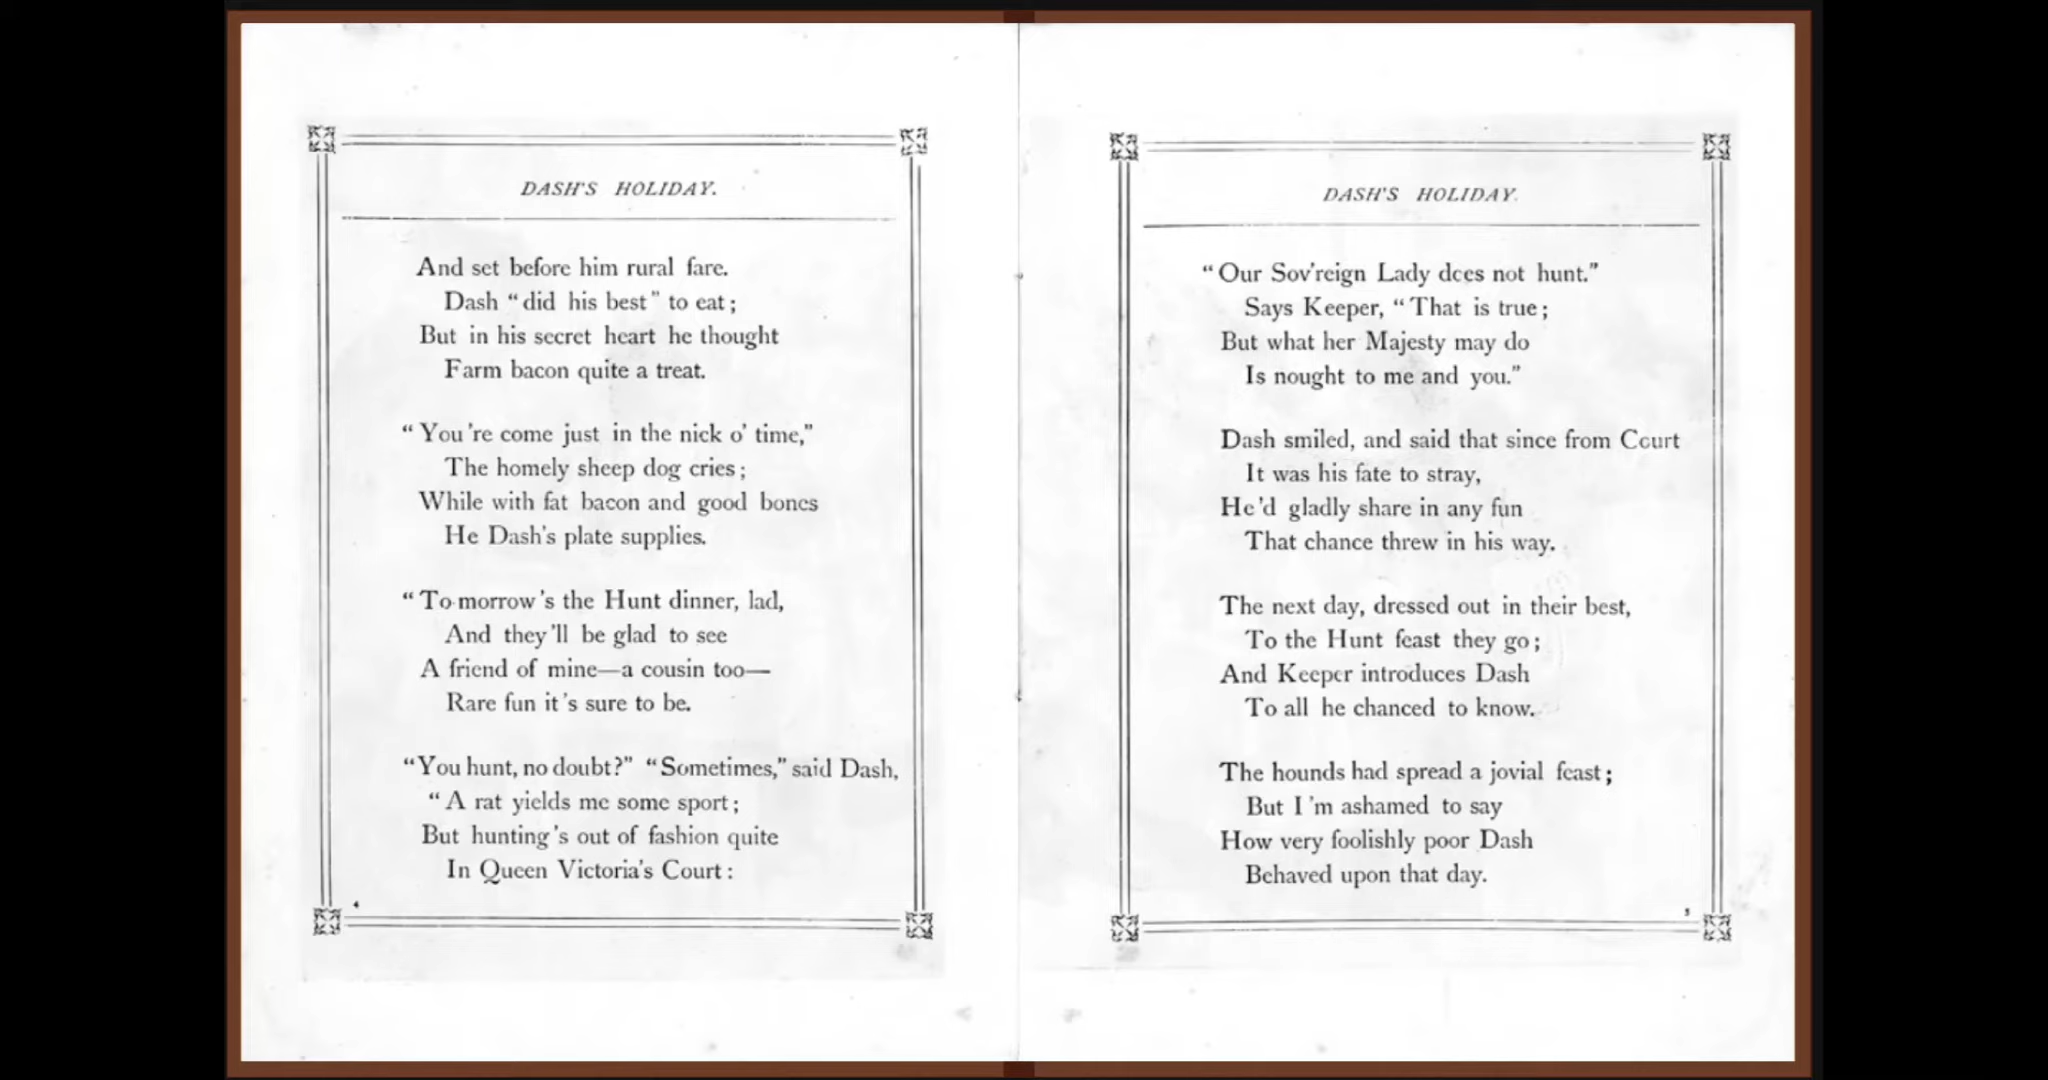 DASH'S HOLIDAY.
And set before him rural fare.
Dash “did his best” to eat;
But in his secret heart he thought
Farm bacon quite a treat.
“You're come just in the nick o' time,”
The homely sheep dog cries;
While with fat bacon and good bones
He Dash's plate supplies.
“To-morrow's the Hunt dinner, lad,
And they'll be glad to see
A friend of mine—a cousin too—
Rare fun it's sure to be.
“You hunt, no doubt?” “Sometimes,” said Dash,
“A rat yields me some sport;
But hunting's out of fashion quite
In Queen Victoria's Court:
4
DASH'S HOLIDAY.
“Our Sov'reign Lady does not hunt.”
Says Keeper, “That is true;
But what her Majesty may do
Is nought to me and you.”
Dash smiled, and said that since from Court
It was his fate to stray,
He'd gladly share in any fun
That chance threw in his way.
The next day, dressed out in their best,
To the Hunt feast they go;
And Keeper introduces Dash
To all he chanced to know.
The hounds had spread a jovial feast;
But I'm ashamed to say
How very foolishly poor Dash
Behaved upon that day.
5